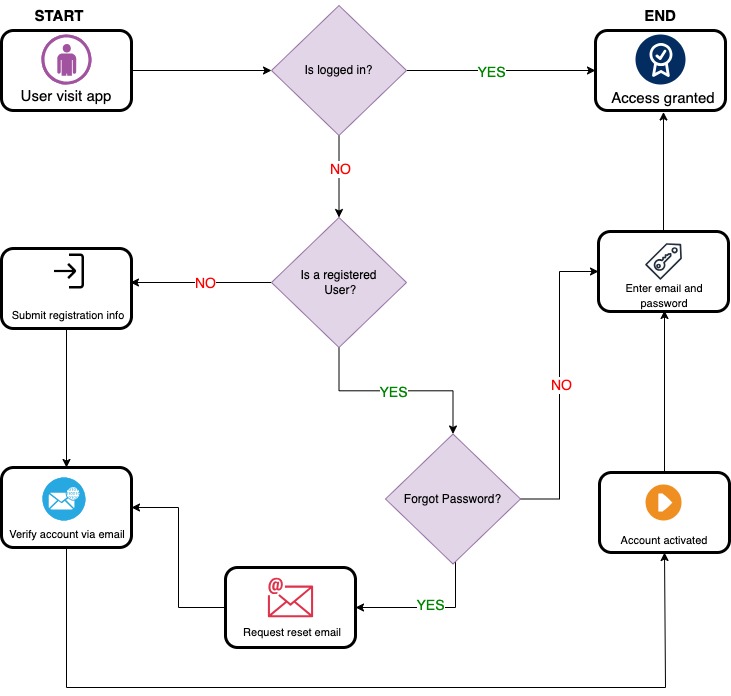 START
END
User visit app
Is logged in?
YES
Access granted
NO
Is a registered
User?
NO
Submit registration info
Enter email and
password
YES
NO
Forgot Password?
Verify account via email
Account activated
YES
@
Request reset email